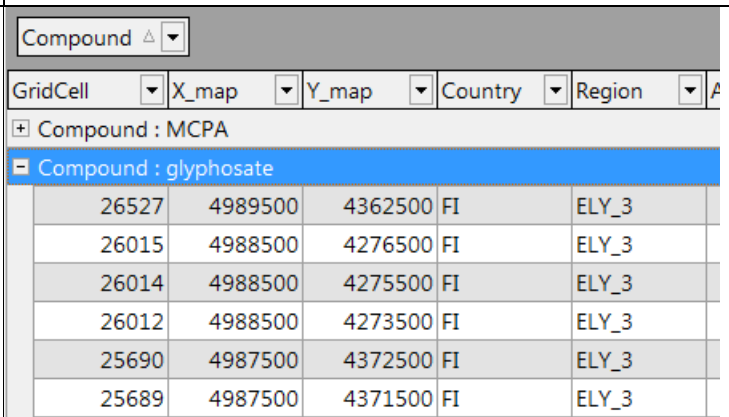 Compound
GridCell X_map Y_map Country Region A
Compound : MCPA
Compound : glyphosate
26527 4989500 4362500 FI ELY_3
26015 4988500 4276500 FI ELY_3
26014 4988500 4275500 FI ELY_3
26012 4988500 4273500 FI ELY_3
25690 4987500 4372500 FI ELY_3
25689 4987500 4371500 FI ELY_3